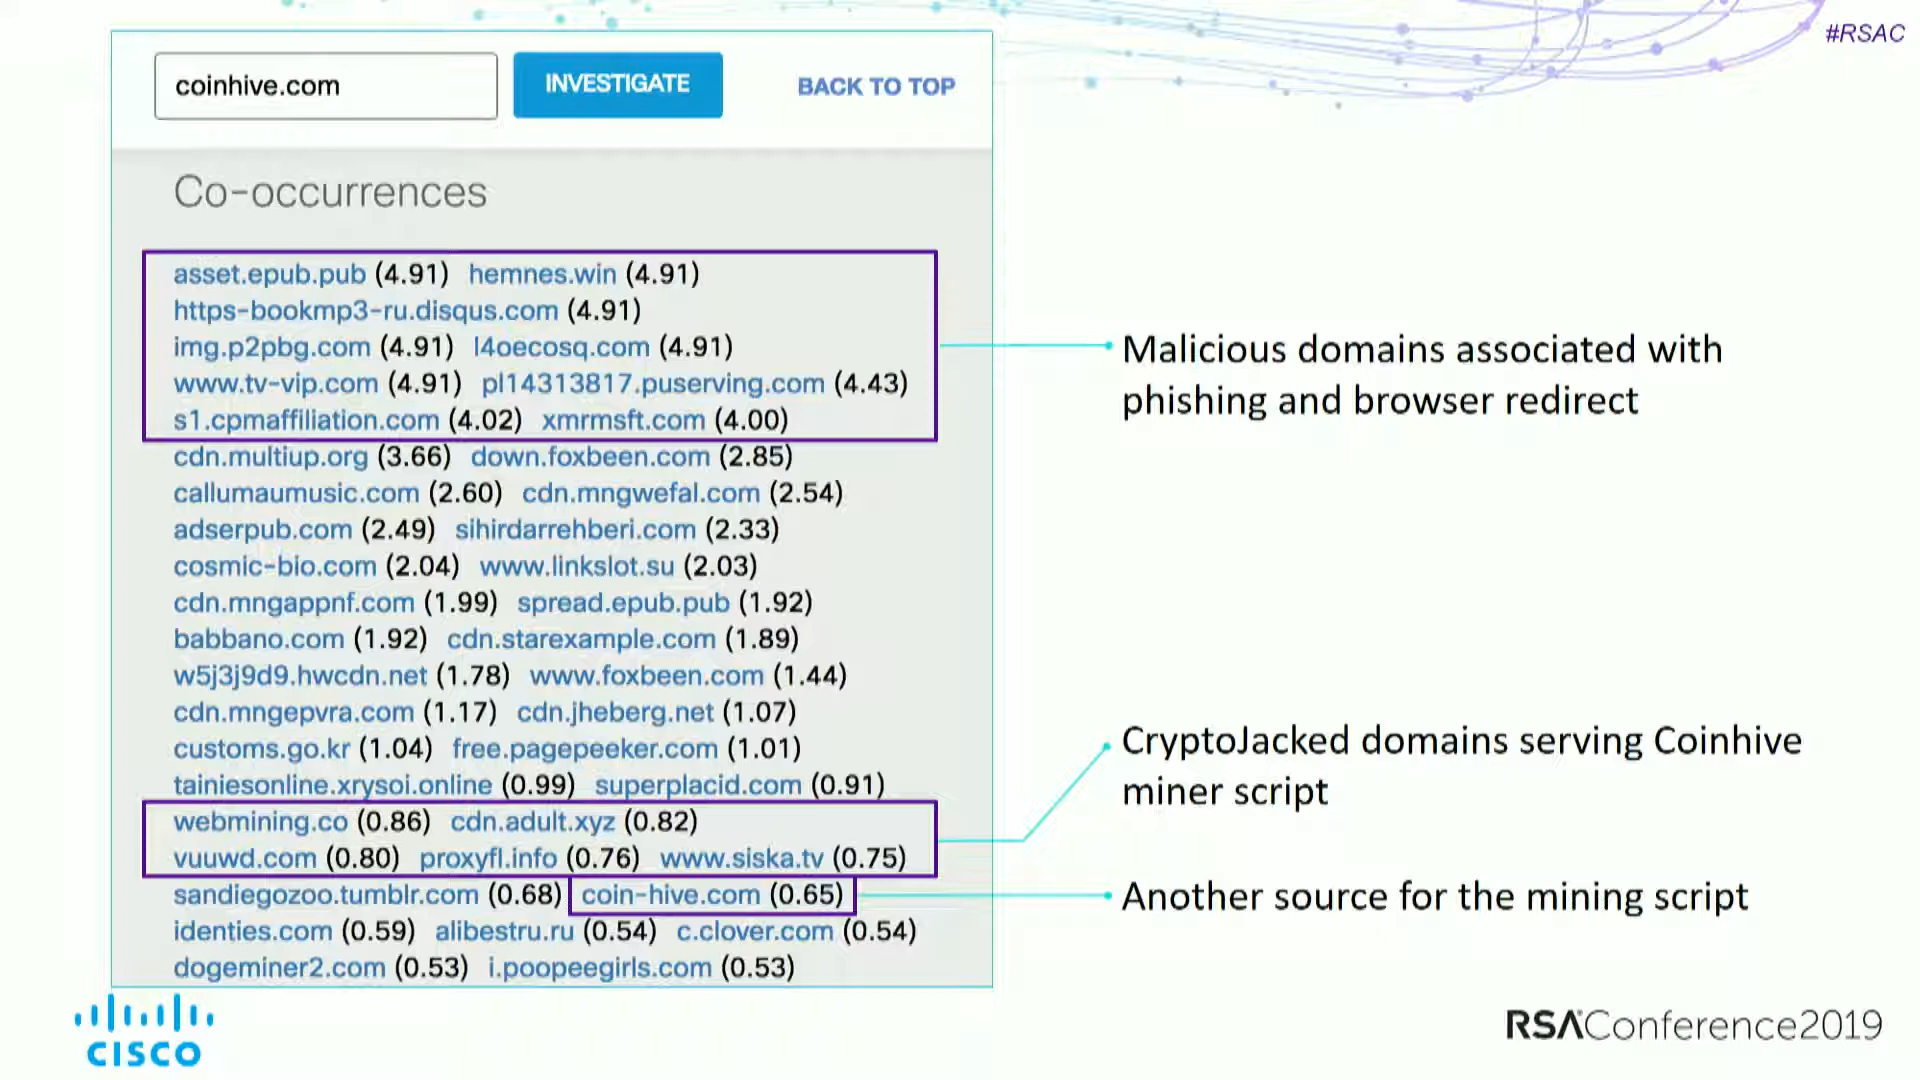 #RSAC
coinhive.com
INVESTIGATE
BACK TO TOP
Co-occurrences
asset.epub.pub (4.91) hemnes.win (4.91)
https-bookmp3-ru.disqus.com (4.91)
img.p2pbg.com (4.91) l4oecosq.com (4.91)
www.tv-vip.com (4.91) pl14313817.puserving.com (4.43)
s1.cpmaffiliation.com (4.02) xmrmsft.com (4.00)
cdn.multiup.org (3.66) down.foxbeen.com (2.85)
callumaumusic.com (2.60) cdn.mngwefal.com (2.54)
adserpub.com (2.49) sihirdarrehberi.com (2.33)
cosmic-bio.com (2.04) www.linkslot.su (2.03)
cdn.mngappnf.com (1.99) spread.epub.pub (1.92)
babbano.com (1.92) cdn.starexample.com (1.89)
w5j3j9d9.hwcdn.net (1.78) www.foxbeen.com (1.44)
cdn.mngepvra.com (1.17) cdn.jheberg.net (1.07)
customs.go.kr (1.04) free.pagepeeker.com (1.01)
tainiesonline.xrysoi.online (0.99) superplacid.com (0.91)
webmining.co (0.86) cdn.adult.xyz (0.82)
vuuwd.com (0.80) proxyfl.info (0.76) www.siska.tv (0.75)
sandiegozoo.tumblr.com (0.68) coin-hive.com (0.65)
identies.com (0.59) alibestru.ru (0.54) c.clover.com (0.54)
dogeminer2.com (0.53) i.poopeegirls.com (0.53)
Malicious domains associated with
phishing and browser redirect
CryptoJacked domains serving Coinhive
miner script
Another source for the mining script
CISCO
RSAConference2019